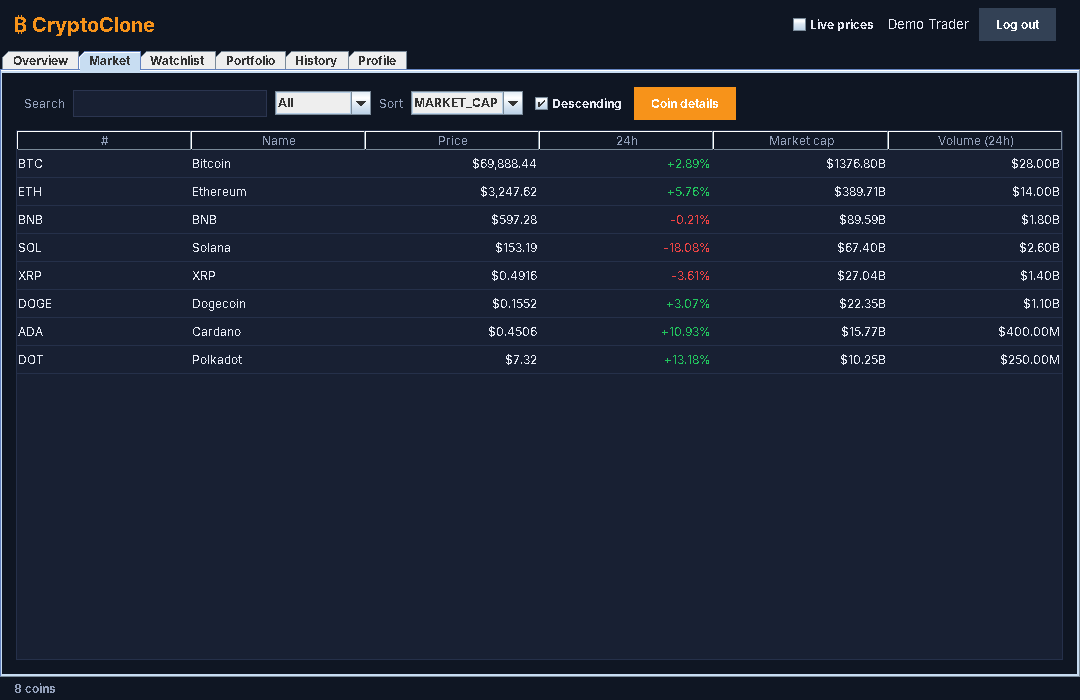 ₿ CryptoClone
Live prices Demo Trader Log out
Overview Market Watchlist Portfolio History Profile
Search All Sort MARKET_CAP Descending Coin details
# Name Price 24h Market cap Volume (24h)
BTC Bitcoin $69,888.44 +2.89% $1376.80B $28.00B
ETH Ethereum $3,247.62 +5.76% $389.71B $14.00B
BNB BNB $597.28 -0.21% $89.59B $1.80B
SOL Solana $153.19 -18.08% $67.40B $2.60B
XRP XRP $0.4916 -3.61% $27.04B $1.40B
DOGE Dogecoin $0.1552 +3.07% $22.35B $1.10B
ADA Cardano $0.4506 +10.93% $15.77B $400.00M
DOT Polkadot $7.32 +13.18% $10.25B $250.00M
8 coins